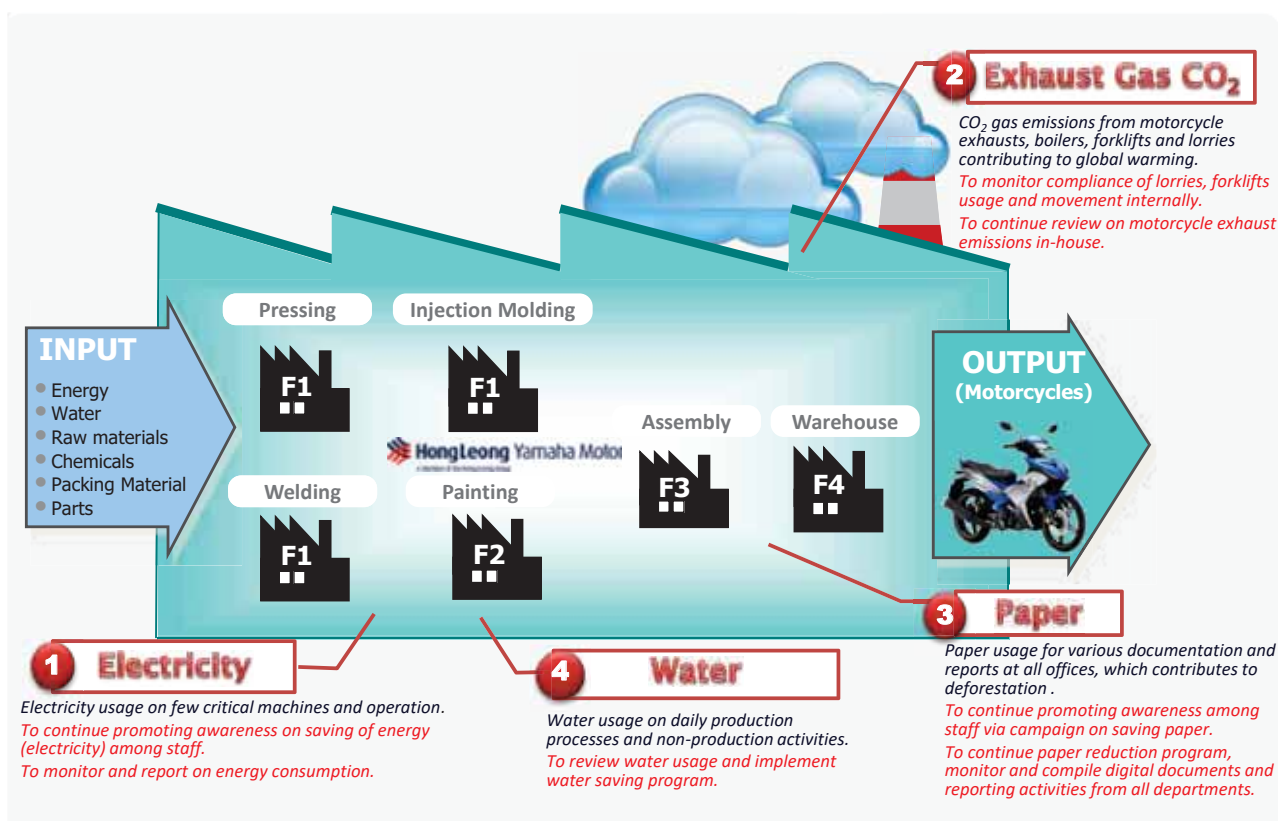 2 Exhaust Gas CO₂
CO₂ gas emissions from motorcycle
exhausts, boilers, forklifts and lorries
contributing to global warming.
To monitor compliance of lorries, forklifts
usage and movement internally.
To continue review on motorcycle exhaust
emissions in-house.
Pressing
Injection Molding
INPUT
F1
F1
OUTPUT
(Motorcycles)
• Energy
• Water
• Raw materials
• Chemicals
• Packing Material
• Parts
Assembly
Warehouse
HongLeong Yamaha Motor
Welding
Painting
F3
F4
F1
F2
1 Electricity
Electricity usage on few critical machines and operation.
To continue promoting awareness on saving of energy
(electricity) among staff.
To monitor and report on energy consumption.
4 Water
Water usage on daily production
processes and non-production activities.
To review water usage and implement
water saving program.
3 Paper
Paper usage for various documentation and
reports at all offices, which contributes to
deforestation .
To continue promoting awareness among
staff via campaign on saving paper.
To continue paper reduction program,
monitor and compile digital documents and
reporting activities from all departments.